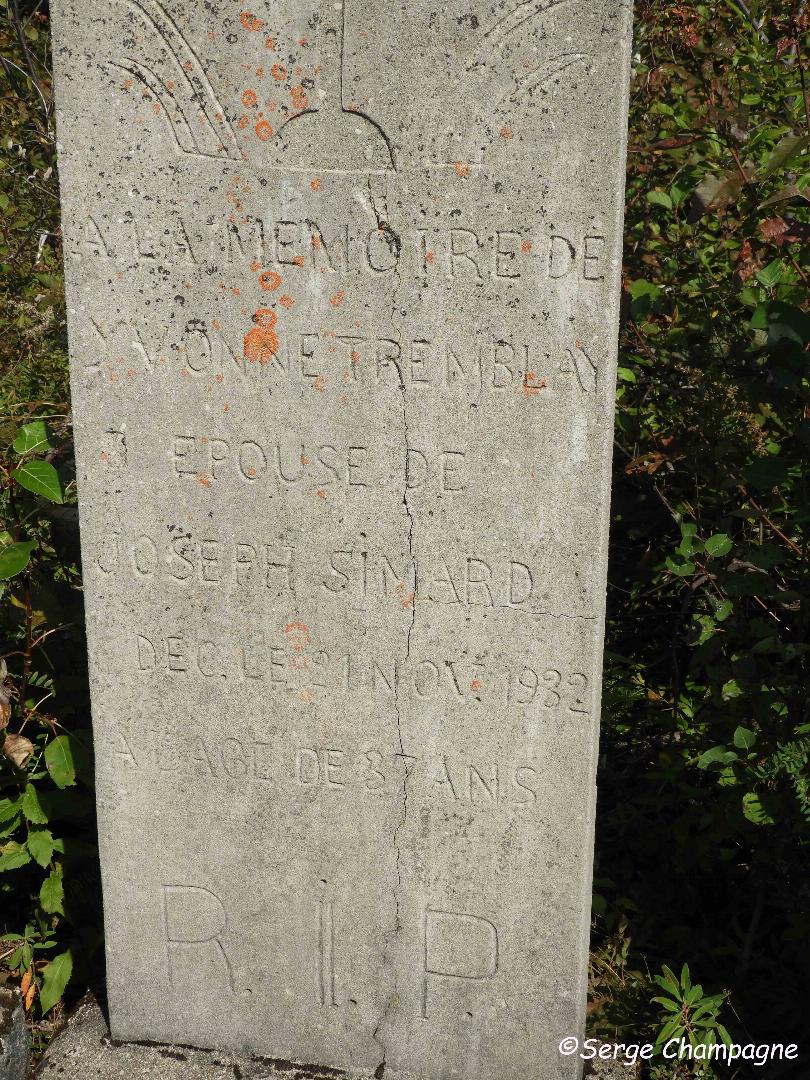 A LA MEMOIRE DE
YVONNE TREMBLAY
EPOUSE DE
JOSEPH SIMARD
DEC. LE 21 NOV. 1932
A L'AGE DE 37 ANS
R. I. P.
©Serge Champagne